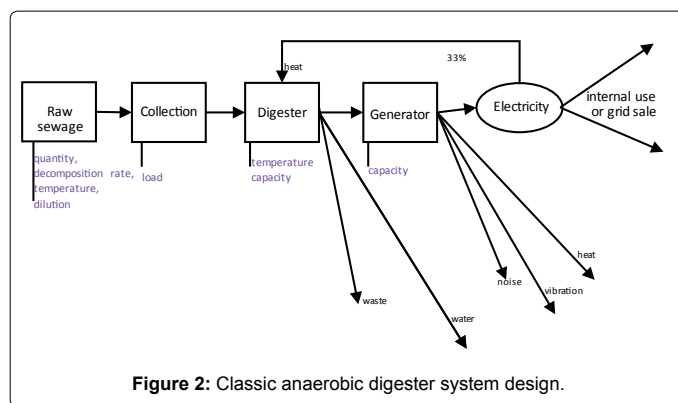 33%
heat
Raw
sewage
Collection
Digester
Generator
Electricity
internal use
or grid sale
quantity,
decomposition rate,
temperature,
dilution
load
temperature
capacity
capacity
heat
noise
vibration
waste
water
Figure 2: Classic anaerobic digester system design.